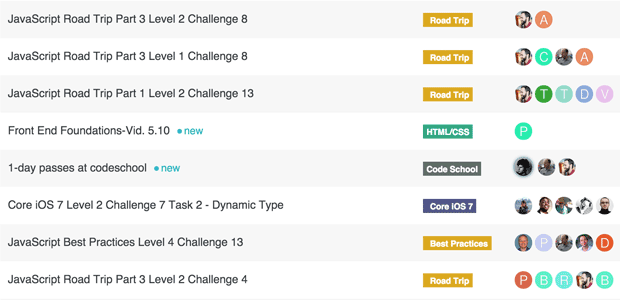 JavaScript Road Trip Part 3 Level 2 Challenge 8 Road Trip A
JavaScript Road Trip Part 3 Level 1 Challenge 8 Road Trip C A
JavaScript Road Trip Part 1 Level 2 Challenge 13 Road Trip T T D V
Front End Foundations-Vid. 5.10 new HTML/CSS P
1-day passes at codeschool new Code School
Core iOS 7 Level 2 Challenge 7 Task 2 - Dynamic Type Core iOS 7
JavaScript Best Practices Level 4 Challenge 13 Best Practices P D
JavaScript Road Trip Part 3 Level 2 Challenge 4 Road Trip P B R B